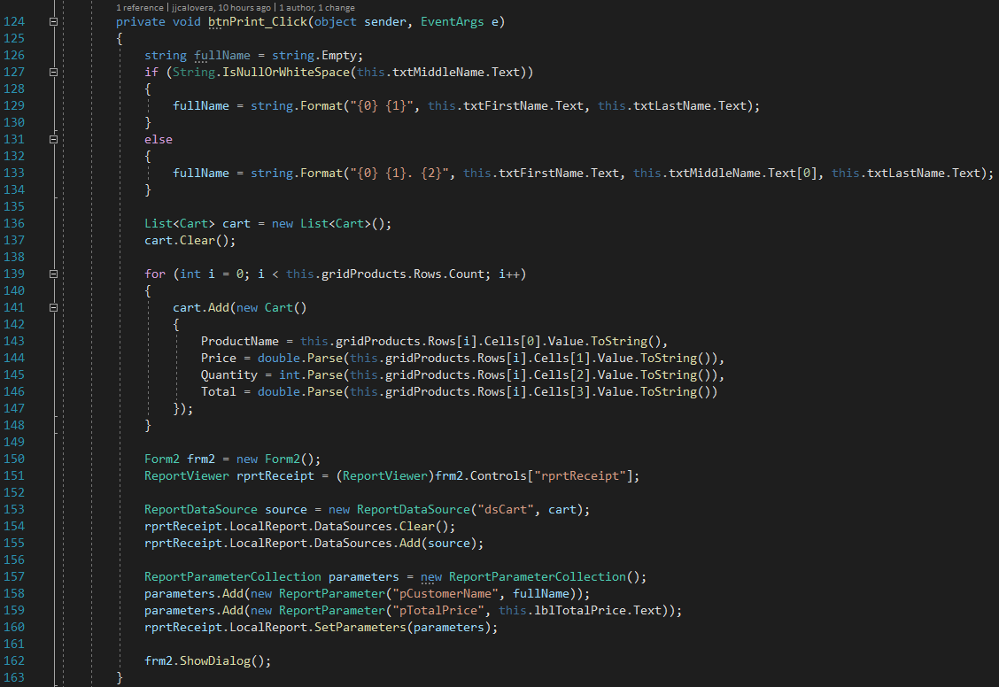 1 reference | jjcalovera, 10 hours ago | 1 author, 1 change
124 private void btnPrint_Click(object sender, EventArgs e)
125 {
126 string fullName = string.Empty;
127 if (String.IsNullOrWhiteSpace(this.txtMiddleName.Text))
128 {
129 fullName = string.Format("{0} {1}", this.txtFirstName.Text, this.txtLastName.Text);
130 }
131 else
132 {
133 fullName = string.Format("{0} {1}. {2}", this.txtFirstName.Text, this.txtMiddleName.Text[0], this.txtLastName.Text);
134 }
135
136 List<Cart> cart = new List<Cart>();
137 cart.Clear();
138
139 for (int i = 0; i < this.gridProducts.Rows.Count; i++)
140 {
141 cart.Add(new Cart()
142 {
143 ProductName = this.gridProducts.Rows[i].Cells[0].Value.ToString(),
144 Price = double.Parse(this.gridProducts.Rows[i].Cells[1].Value.ToString()),
145 Quantity = int.Parse(this.gridProducts.Rows[i].Cells[2].Value.ToString()),
146 Total = double.Parse(this.gridProducts.Rows[i].Cells[3].Value.ToString())
147 });
148 }
149
150 Form2 frm2 = new Form2();
151 ReportViewer rprtReceipt = (ReportViewer)frm2.Controls["rprtReceipt"];
152
153 ReportDataSource source = new ReportDataSource("dsCart", cart);
154 rprtReceipt.LocalReport.DataSources.Clear();
155 rprtReceipt.LocalReport.DataSources.Add(source);
156
157 ReportParameterCollection parameters = new ReportParameterCollection();
158 parameters.Add(new ReportParameter("pCustomerName", fullName));
159 parameters.Add(new ReportParameter("pTotalPrice", this.lblTotalPrice.Text));
160 rprtReceipt.LocalReport.SetParameters(parameters);
161
162 frm2.ShowDialog();
163 }